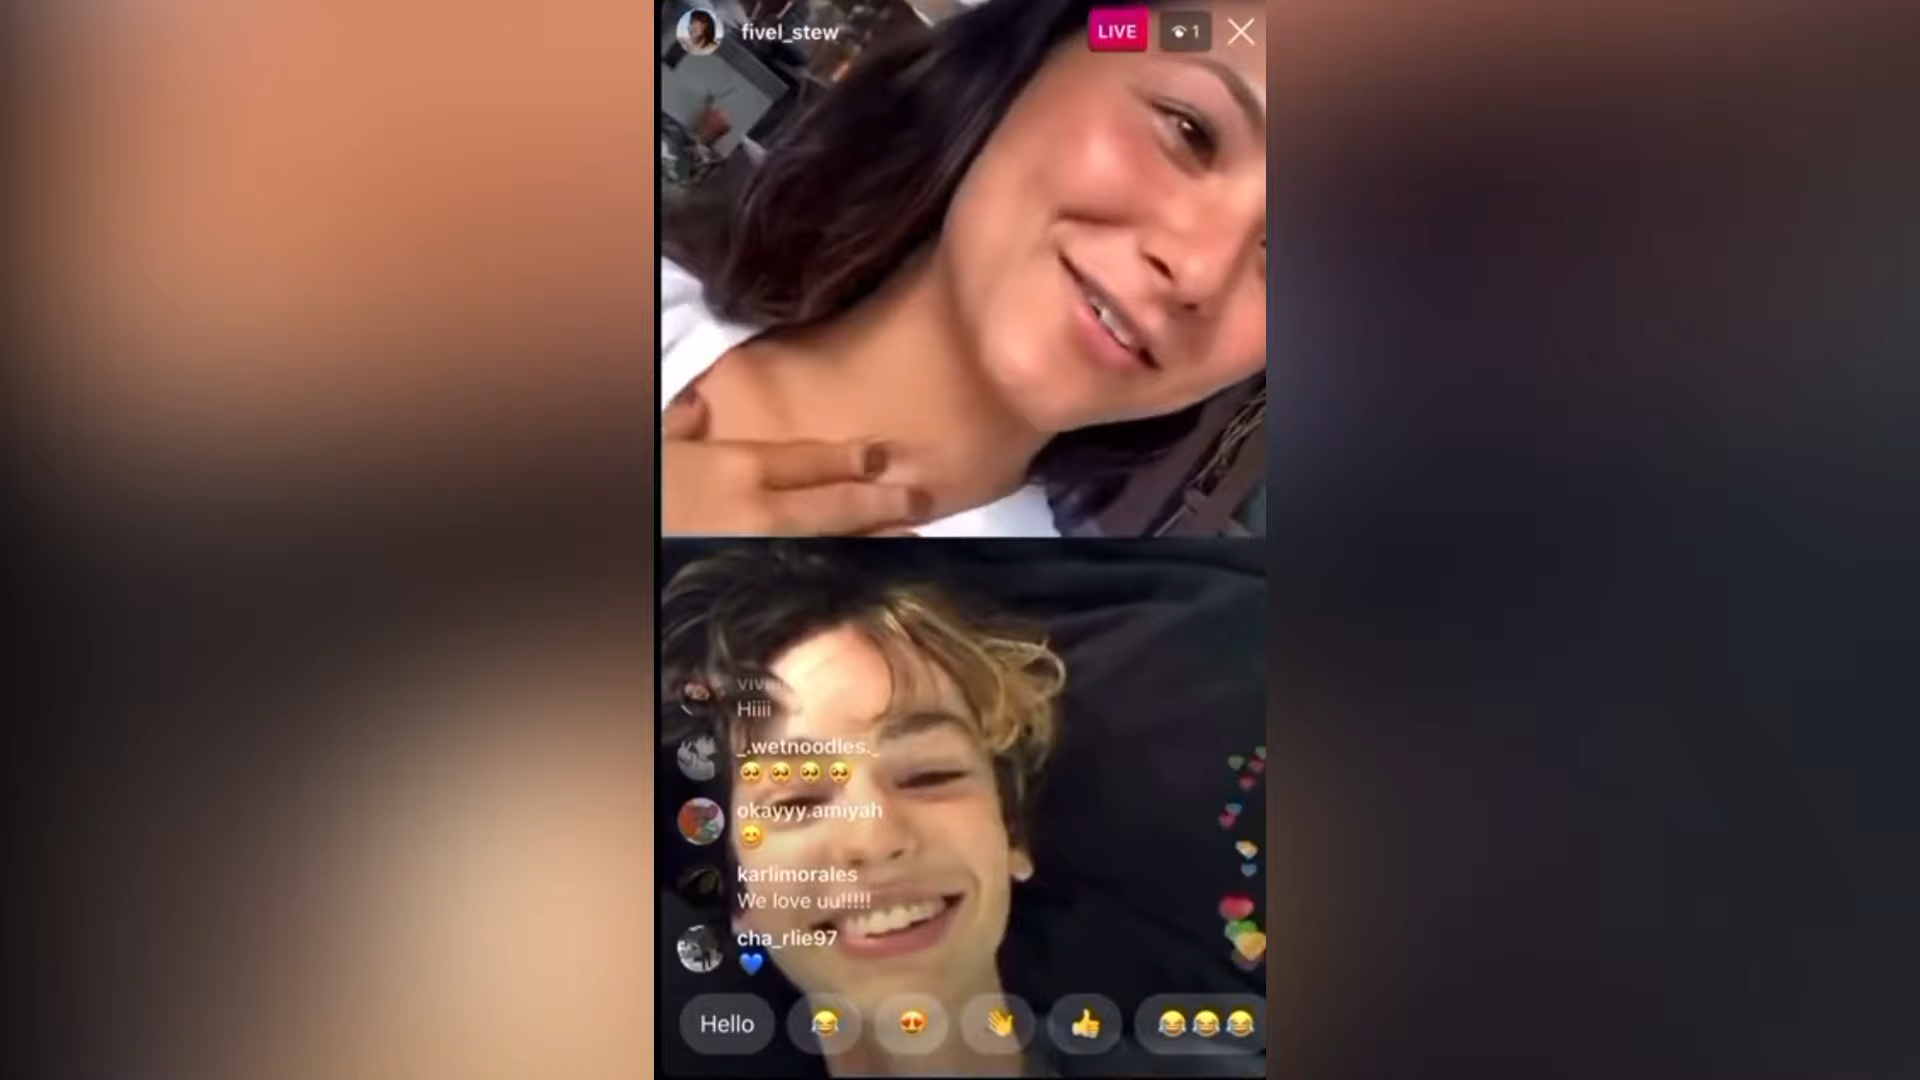 fivel_stew
LIVE
1
Hiiii
_.wetnoodles._
🥺🥺🥺🥺
okayyy.amiyah
😊
karlimorales
We love uu!!!!!
cha_rlie97
💙
Hello 😂 😍 👋 👍 😂😂😂